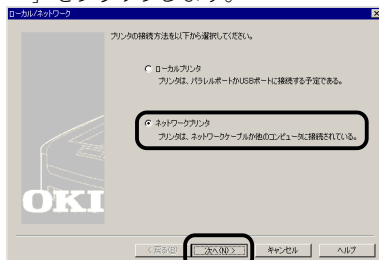 」をクリックします。
ローカル/ネットワーク
プリンタの接続方法を以下から選択してください。
ローカルプリンタ
プリンタは、パラレルポートかUSBポートに接続する予定である。
ネットワークプリンタ
プリンタは、ネットワークケーブルか他のコンピュータに接続されている。
OKI
< 戻る(B) 次へ(N) > キャンセル ヘルプ